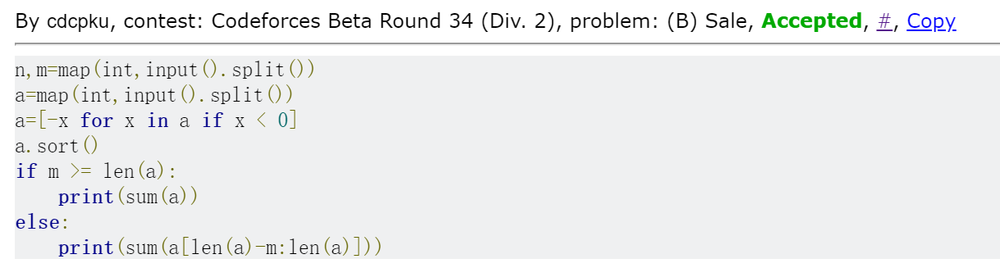 By cdcpku, contest: Codeforces Beta Round 34 (Div. 2), problem: (B) Sale, Accepted, #, Copy
n,m=map(int,input().split())
a=map(int,input().split())
a=[-x for x in a if x < 0]
a.sort()
if m >= len(a):
    print(sum(a))
else:
    print(sum(a[len(a)-m:len(a)]))